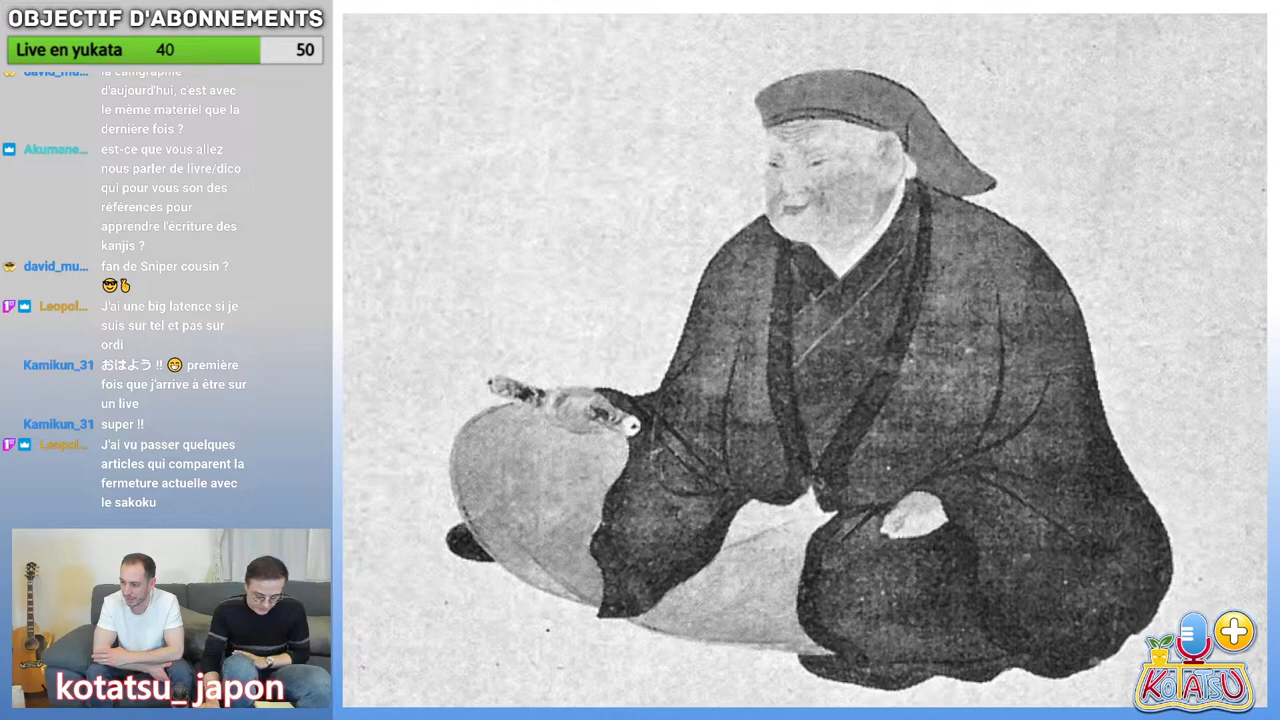 OBJECTIF D'ABONNEMENTS
Live en yukata 40 50
david_mu... la calligraphie
d'aujourd'hui, c'est avec
le même matériel que la
dernière fois ?
Akumane... est-ce que vous allez
nous parler de livre/dico
qui pour vous son des
références pour
apprendre l'écriture des
kanjis ?
david_mu... fan de Sniper cousin ?
Leopol... J'ai une big latence si je
suis sur tel et pas sur
ordi
Kamikun_31 おはよう !! première
fois que j'arrive à être sur
un live
Kamikun_31 super !!
Leopol... J'ai vu passer quelques
articles qui comparent la
fermeture actuelle avec
le sakoku
kotatsu_japon
KOTATSU